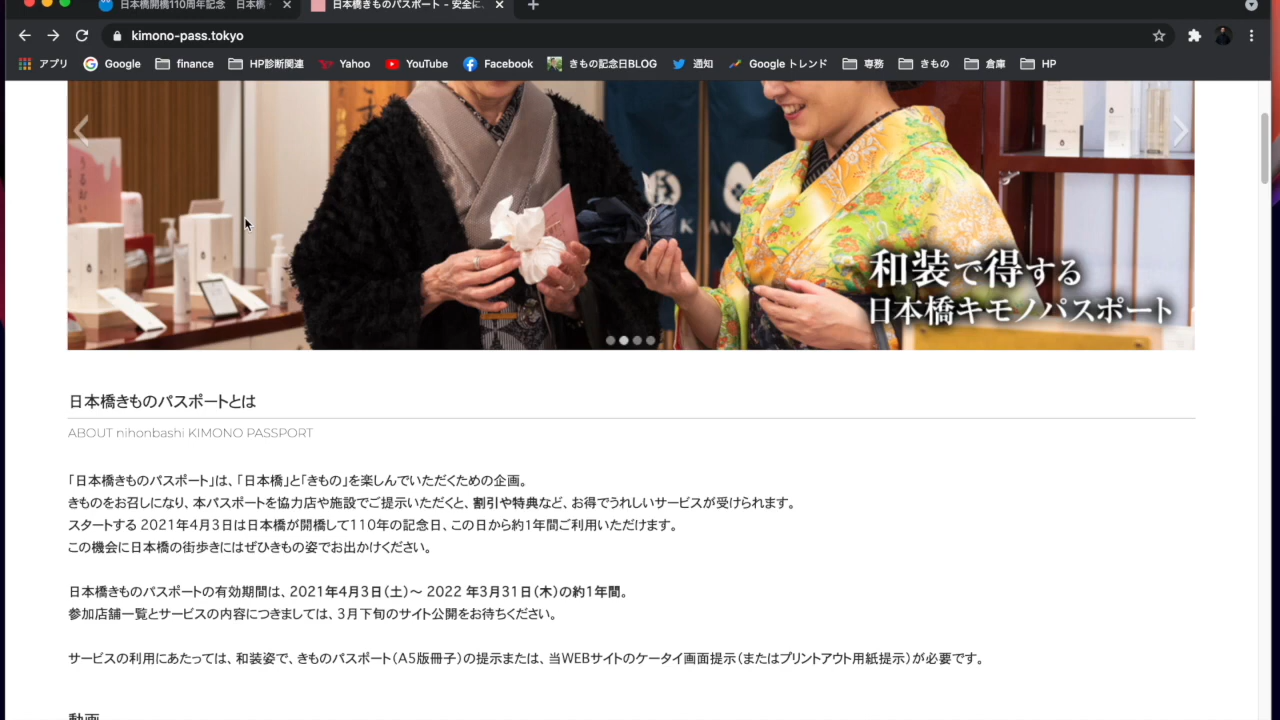 日本橋開橋110周年記念 日本橋
日本橋きものパスポート - 安全に、
kimono-pass.tokyo
アプリ Google finance HP診断関連 Yahoo YouTube Facebook きもの記念日BLOG 通知 Google トレンド 専務 きもの 倉庫 HP
うるおい
KIAN
和装で得する
日本橋キモノパスポート
日本橋きものパスポートとは
ABOUT nihonbashi KIMONO PASSPORT
「日本橋きものパスポート」は、「日本橋」と「きもの」を楽しんでいただくための企画。
きものをお召しになり、本パスポートを協力店や施設でご提示いただくと、割引や特典など、お得でうれしいサービスが受けられます。
スタートする 2021年4月3日は日本橋が開橋して110年の記念日、この日から約1年間ご利用いただけます。
この機会に日本橋の街歩きにはぜひきもの姿でお出かけください。
日本橋きものパスポートの有効期間は、2021年4月3日(土)～ 2022 年3月31日(木)の約1年間。
参加店舗一覧とサービスの内容につきましては、3月下旬のサイト公開をお待ちください。
サービスの利用にあたっては、和装姿で、きものパスポート(A5版冊子)の提示または、当WEBサイトのケータイ画面提示(またはプリントアウト用紙提示)が必要です。
動画